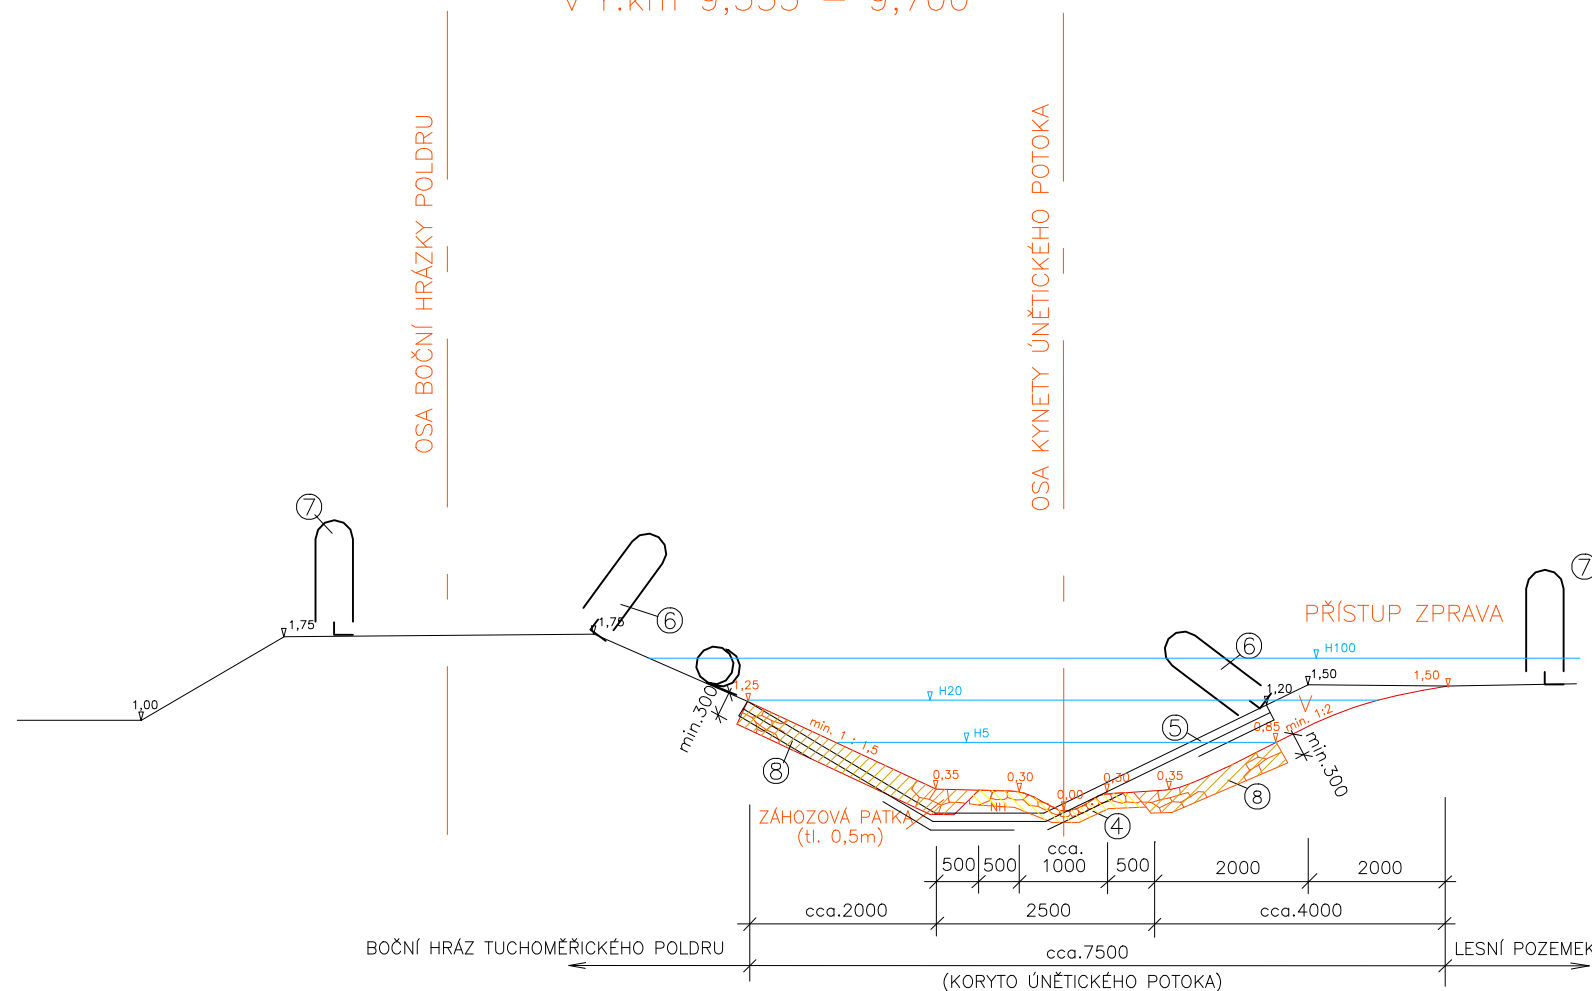 OSA BOČNÍ HRÁZKY POLDRU
OSA KYNETY ÚNĚTICKÉHO POTOKA
7
6
1,75
1,75
1,00
7
PŘÍSTUP ZPRAVA
6
H100
1,25
H20
1,20
1,50
1,50
min.300
min. 1 : 1,5
H5
5
0,85
min. 1:2
min.300
8
0,35
0,30
0,00
0,30
0,35
8
NH
4
ZÁHOZOVÁ PATKA
(tl. 0,5m)
500
500
cca.
1000
500
2000
2000
cca.2000
2500
cca.4000
BOČNÍ HRÁZ TUCHOMĚŘICKÉHO POLDRU
cca.7500
LESNÍ POZEMEK
(KORYTO ÚNĚTICKÉHO POTOKA)